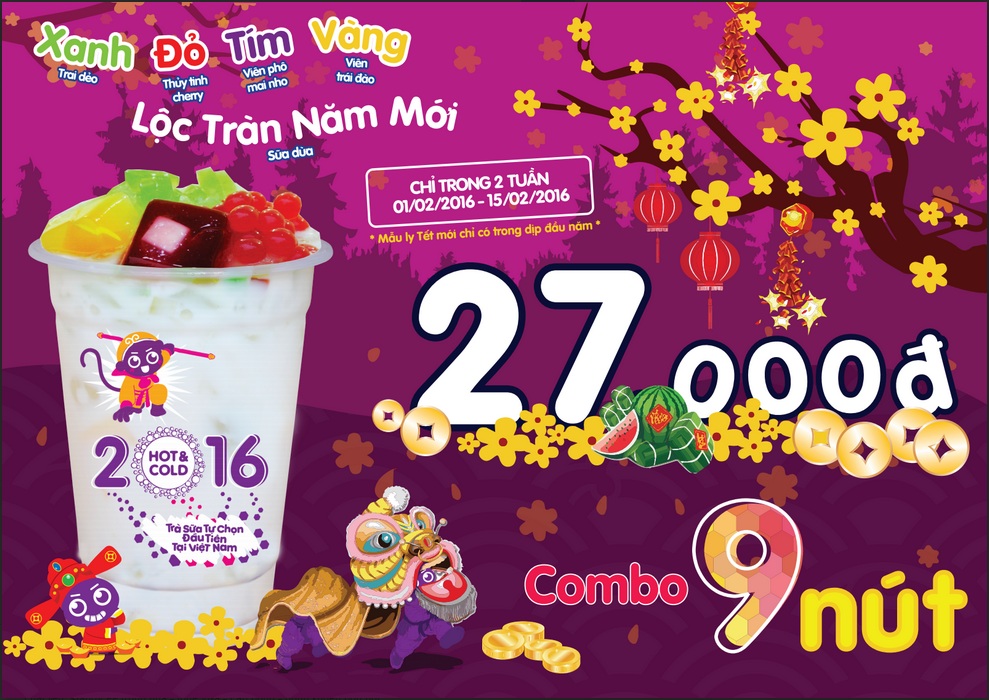 Xanh Đỏ Tím Vàng
Trai dẻo
Thủy tinh
cherry
Viên phô
mai nho
Viên
trái đào
Lộc Tràn Năm Mới
Sữa dừa
CHỈ TRONG 2 TUẦN
01/02/2016 - 15/02/2016
* Mẫu ly Tết mới chỉ có trong dịp đầu năm *
27.000đ
2016
HOT &
COLD
Trà Sữa Tự Chọn
Đầu Tiên
Tại Việt Nam
Combo 9 nút